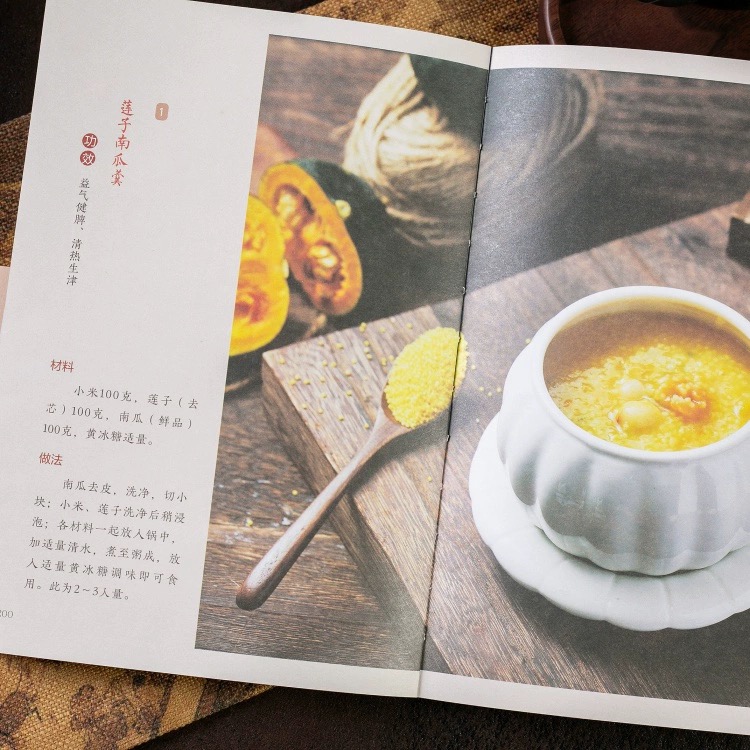 1
莲子南瓜羹
功效
益气健脾、清热生津
材料
小米100克，莲子（去
芯）100克，南瓜（鲜品）
100克，黄冰糖适量。
做法
南瓜去皮，洗净，切小
块；小米、莲子洗净后稍浸
泡；各材料一起放入锅中，
加适量清水，煮至粥成，放
入适量黄冰糖调味即可食
用。此为2～3人量。
200